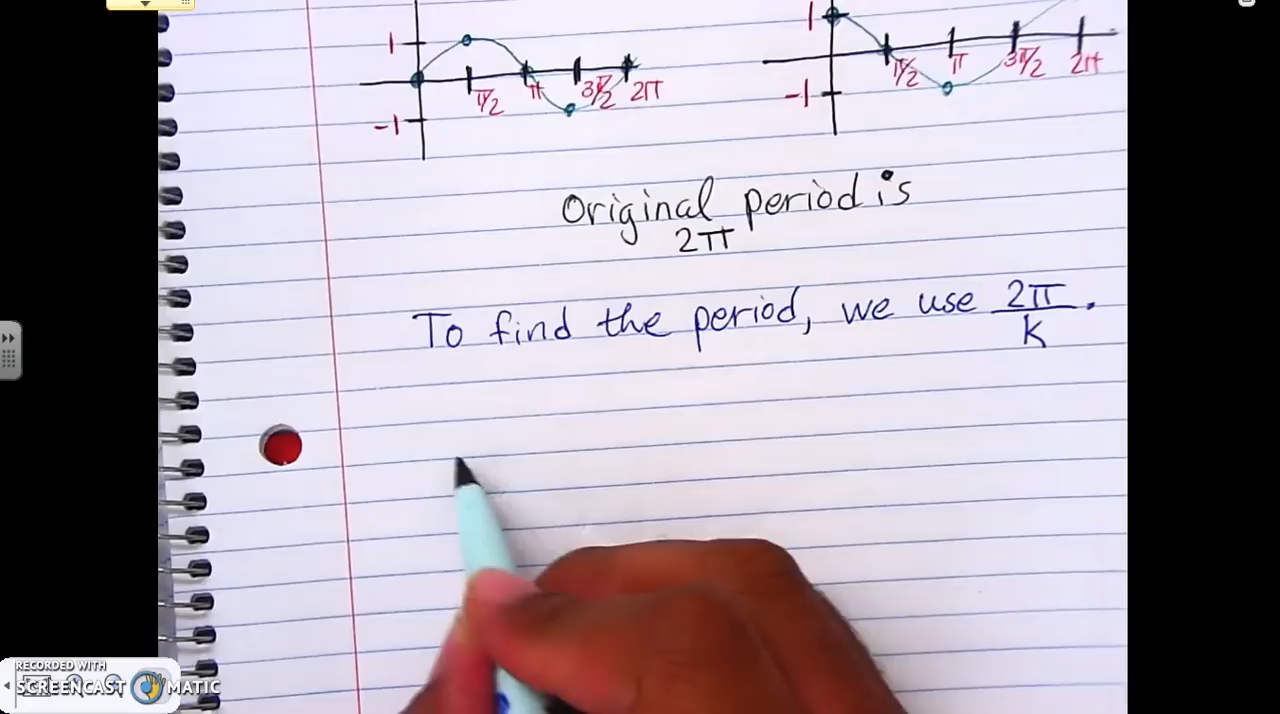 1
-1
π/2
π
3π/2
2π
1
-1
π/2
π
3π/2
2π
Original period is
2π
To find the period, we use 2π/k.
RECORDED WITH
SCREENCAST MATIC